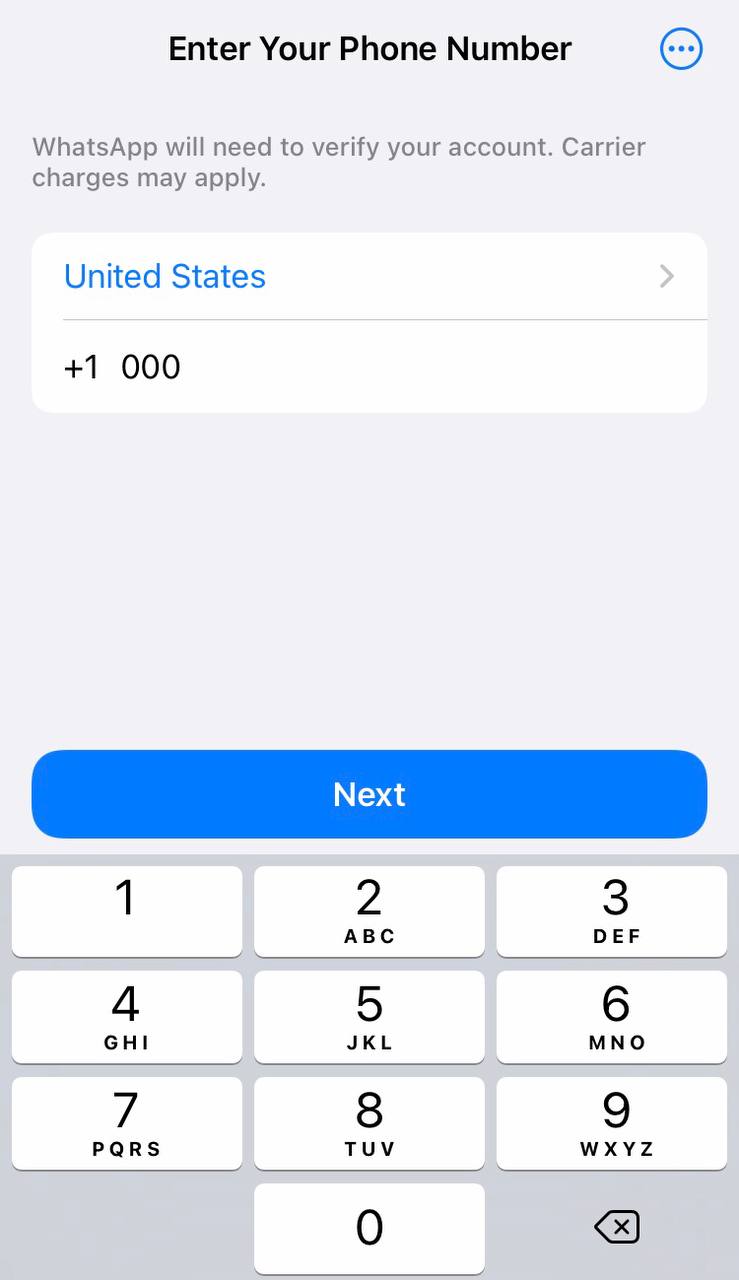 Enter Your Phone Number
WhatsApp will need to verify your account. Carrier
charges may apply.
United States
+1 000
Next
1
2
ABC
3
DEF
4
GHI
5
JKL
6
MNO
7
PQRS
8
TUV
9
WXYZ
0